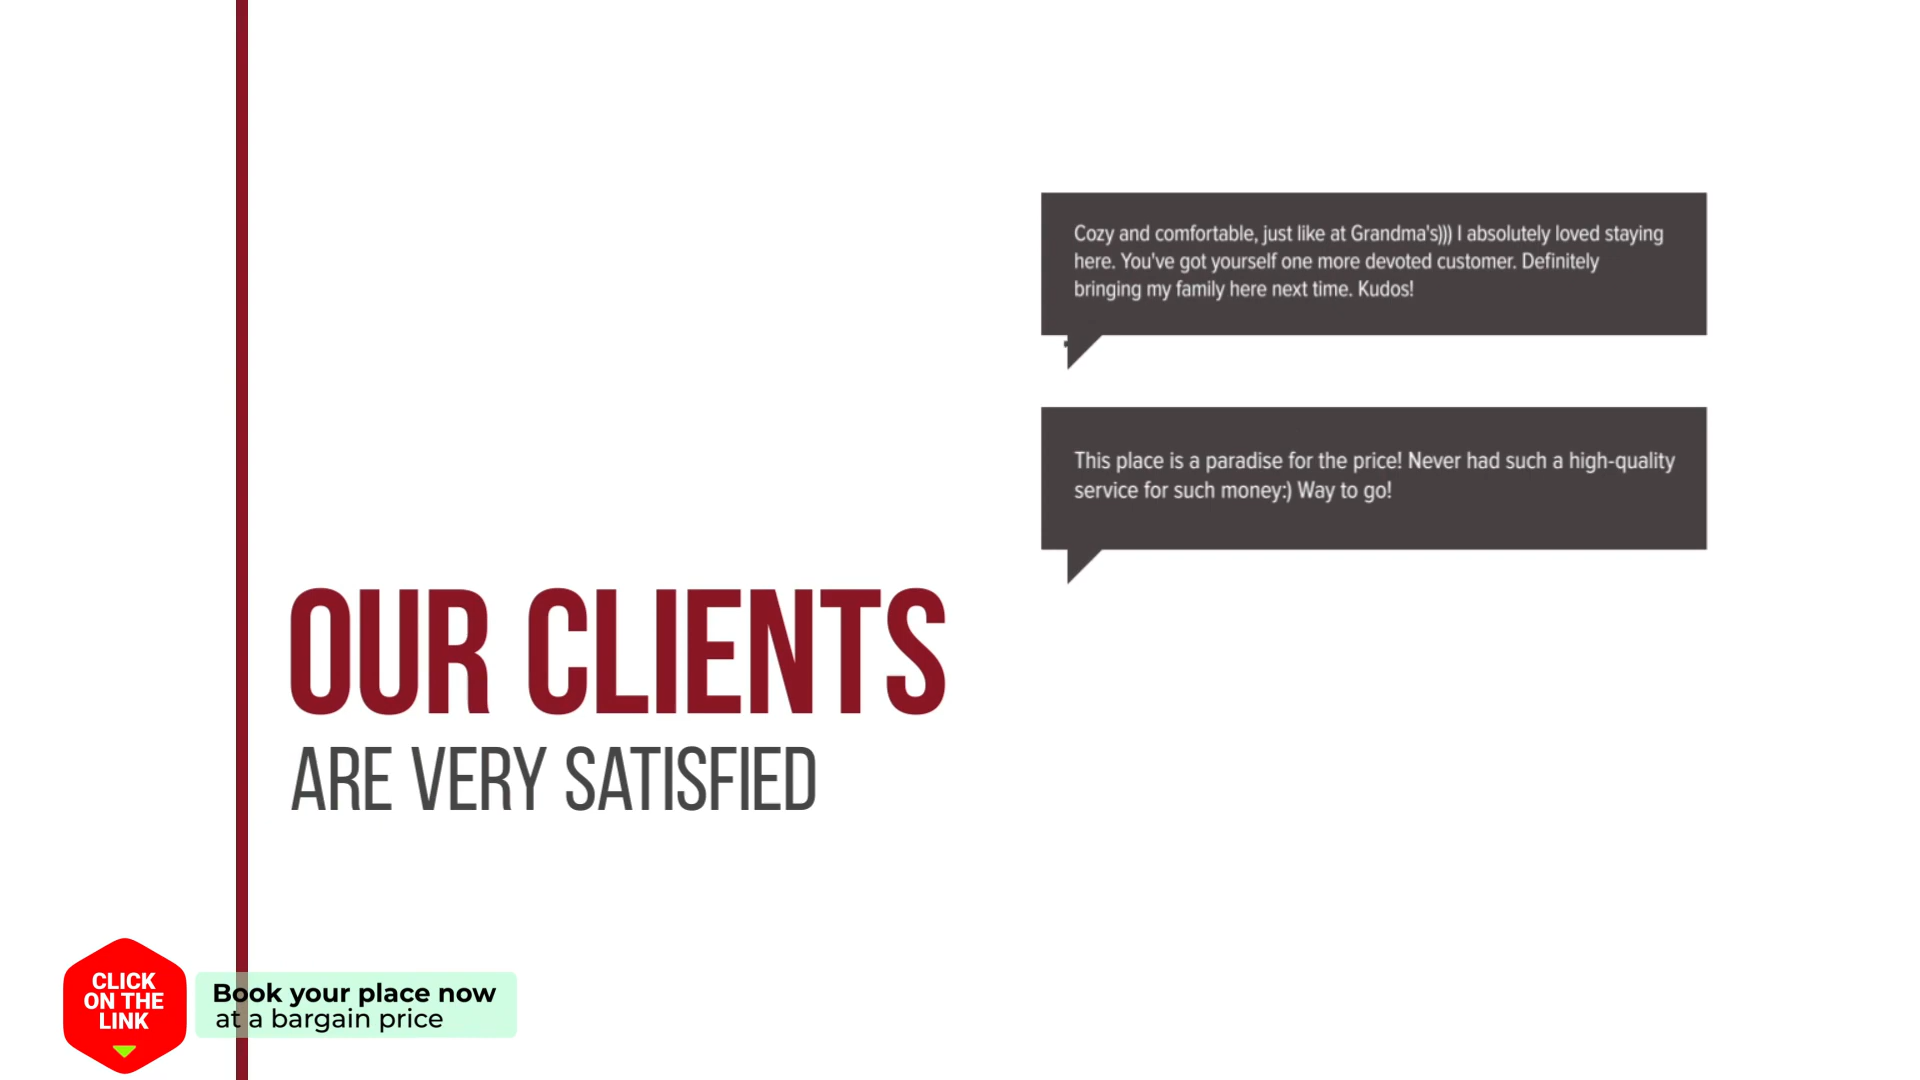 Cozy and comfortable, just like at Grandma's))) I absolutely loved staying
here. You've got yourself one more devoted customer. Definitely
bringing my family here next time. Kudos!
This place is a paradise for the price! Never had such a high-quality
service for such money:) Way to go!
OUR CLIENTS
ARE VERY SATISFIED
CLICK
ON THE
LINK
Book your place now
at a bargain price